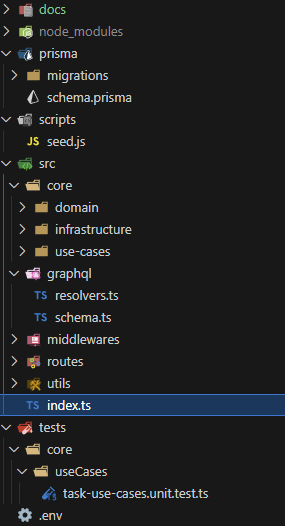 docs
node_modules
prisma
migrations
schema.prisma
scripts
JS seed.js
src
core
domain
infrastructure
use-cases
graphql
TS resolvers.ts
TS schema.ts
middlewares
routes
utils
TS index.ts
tests
core
useCases
task-use-cases.unit.test.ts
.env